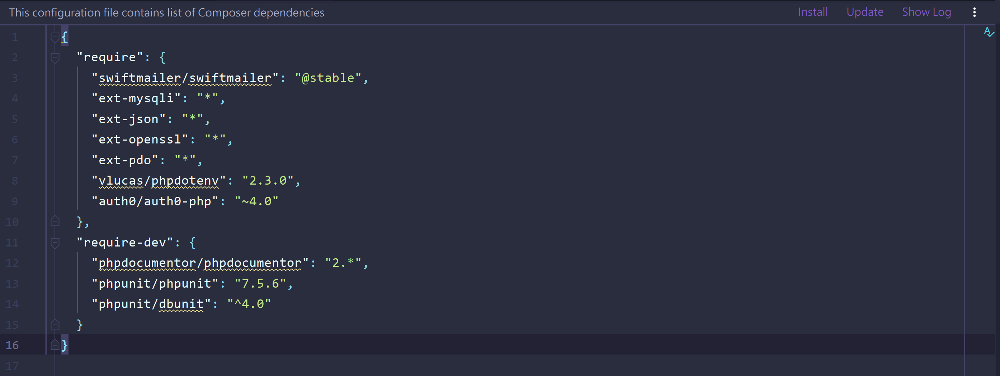 This configuration file contains list of Composer dependencies Install Update Show Log
1 {
2 "require": {
3 "swiftmailer/swiftmailer": "@stable",
4 "ext-mysqli": "*",
5 "ext-json": "*",
6 "ext-openssl": "*",
7 "ext-pdo": "*",
8 "vlucas/phpdotenv": "2.3.0",
9 "auth0/auth0-php": "~4.0"
10 },
11 "require-dev": {
12 "phpdocumentor/phpdocumentor": "2.*",
13 "phpunit/phpunit": "7.5.6",
14 "phpunit/dbunit": "^4.0"
15 }
16 }
17